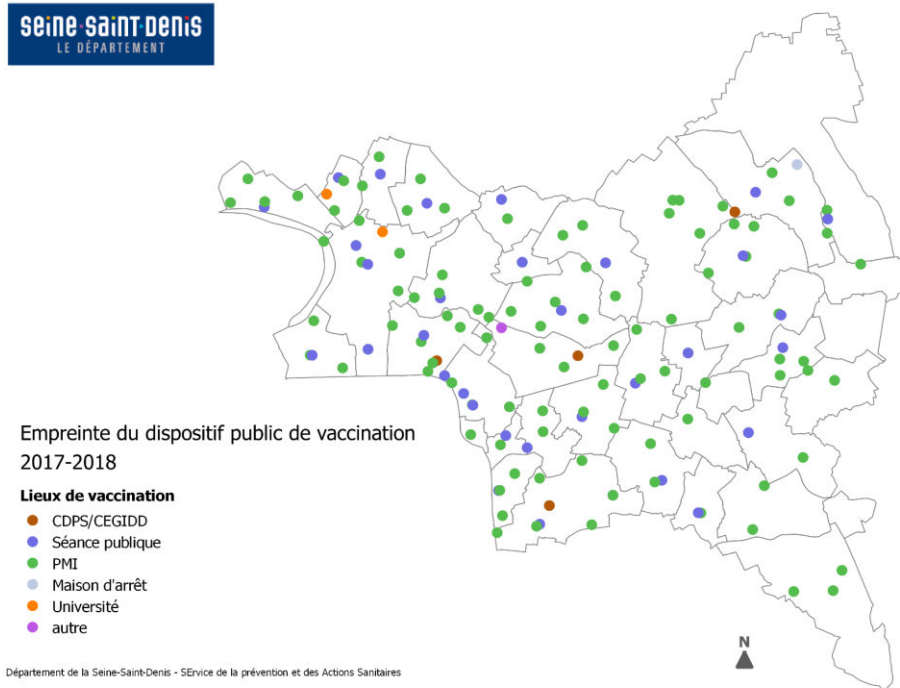 seine·saint·denis
LE DÉPARTEMENT
Empreinte du dispositif public de vaccination
2017-2018
Lieux de vaccination
CDPS/CEGIDD
Séance publique
PMI
Maison d'arrêt
Université
autre
N
Département de la Seine-Saint-Denis - SErvice de la prévention et des Actions Sanitaires